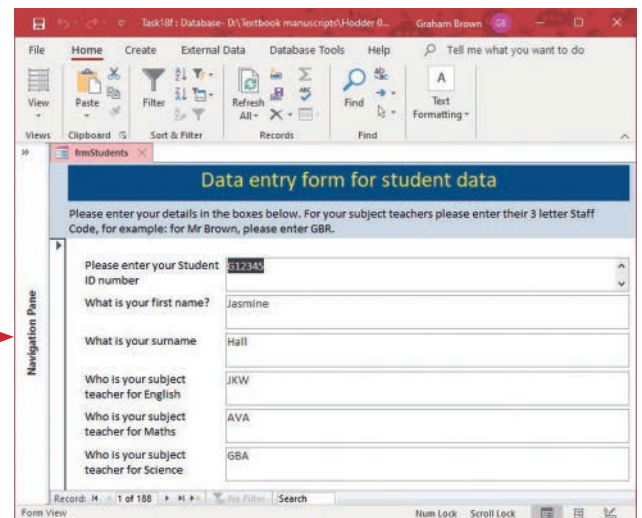 Task18f : Database- D:\Textbook manuscripts\Hodder 0... Graham Brown GB
File Home Create External Data Database Tools Help Tell me what you want to do
View Paste Filter Refresh All Find Text Formatting
Views Clipboard Sort & Filter Records Find
frmStudents
Data entry form for student data
Please enter your details in the boxes below. For your subject teachers please enter their 3 letter Staff
Code, for example: for Mr Brown, please enter GBR.
Please enter your Student G12345
ID number
What is your first name? Jasmine
What is your surname Hall
Who is your subject JKW
teacher for English
Who is your subject AVA
teacher for Maths
Who is your subject GBA
teacher for Science
Navigation Pane
Record: 1 of 188 No Filter Search
Form View Num Lock Scroll Lock